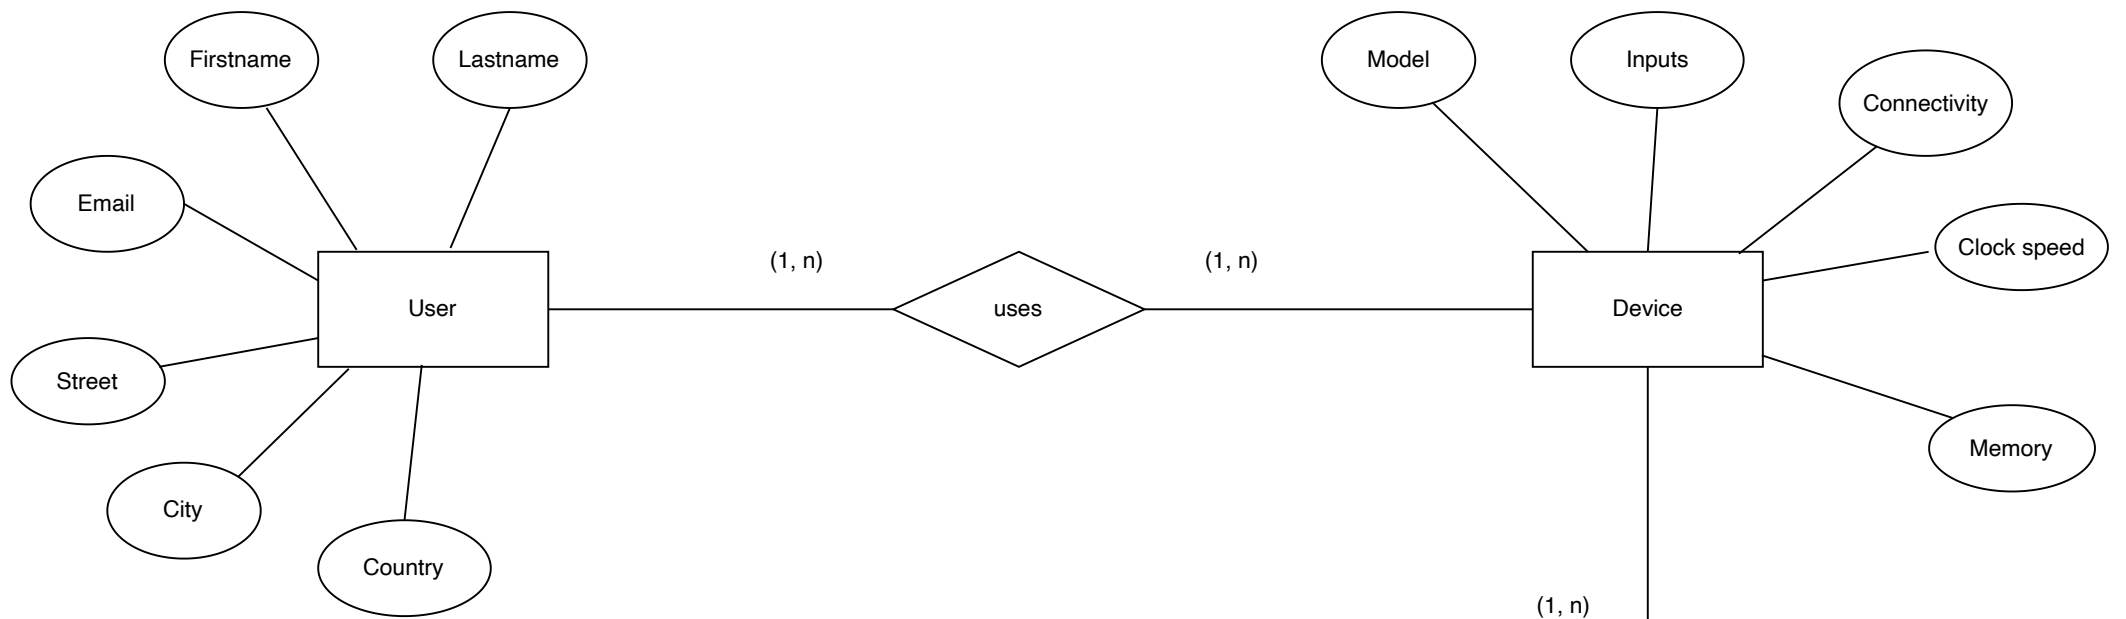 Firstname
Lastname
Model
Inputs
Connectivity
Email
Clock speed
(1, n)
(1, n)
User
uses
Device
Street
Memory
City
Country
(1, n)